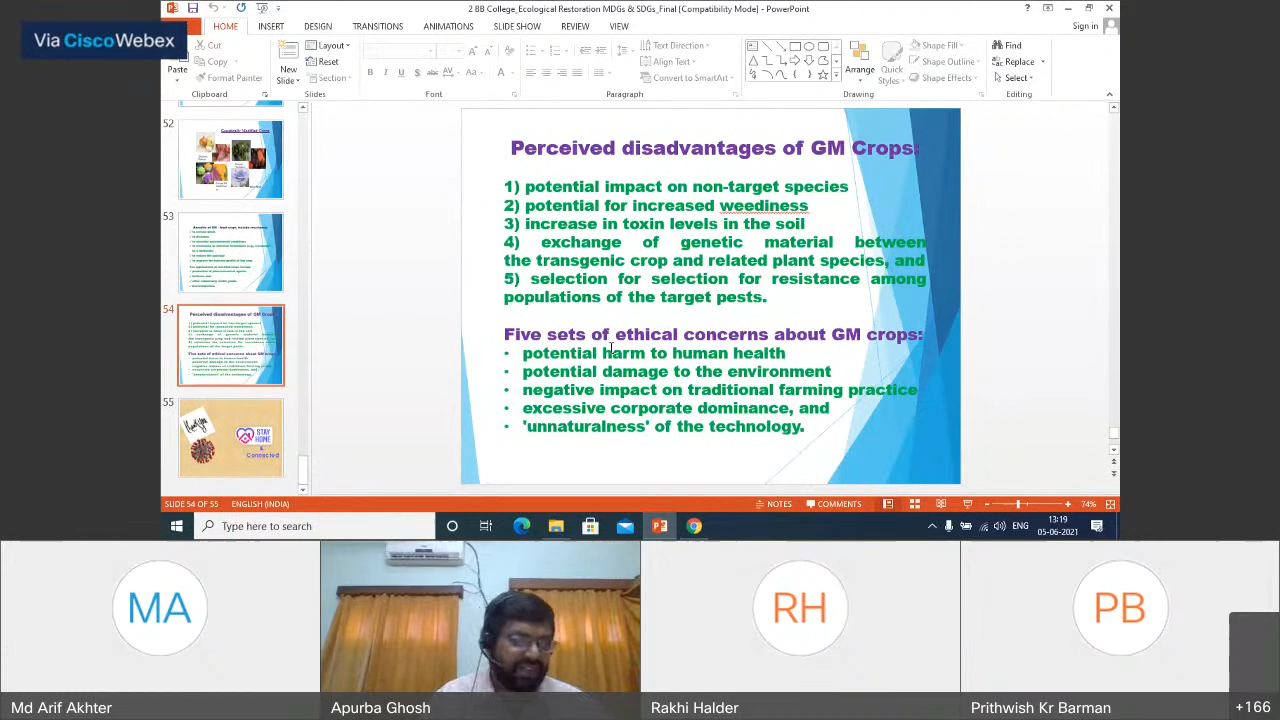 2 BB College_Ecological Restoration MDGs & SDGs_Final [Compatibility Mode] - PowerPoint
Sign in
Via CiscoWebex
HOME INSERT DESIGN TRANSITIONS ANIMATIONS SLIDE SHOW REVIEW VIEW
Cut
Copy
Format Painter
Paste
Clipboard
New
Slide
Layout
Reset
Section
Slides
Font
Text Direction
Align Text
Convert to SmartArt
Paragraph
Arrange
Quick
Styles
Shape Fill
Shape Outline
Shape Effects
Drawing
Find
Replace
Select
Editing
52
53
54
55
STAY
HOME
&
Connected
Perceived disadvantages of GM Crops:
1) potential impact on non-target species
2) potential for increased weediness
3) increase in toxin levels in the soil
4) exchange of genetic material between
the transgenic crop and related plant species, and
5) selection for selection for resistance among
populations of the target pests.
Five sets of ethical concerns about GM crops:
• potential harm to human health
• potential damage to the environment
• negative impact on traditional farming practice
• excessive corporate dominance, and
• 'unnaturalness' of the technology.
SLIDE 54 OF 55 ENGLISH (INDIA) NOTES COMMENTS 74%
Type here to search
ENG
13:19
05-06-2021
MA
RH
PB
Md Arif Akhter
Apurba Ghosh
Rakhi Halder
Prithwish Kr Barman
+166